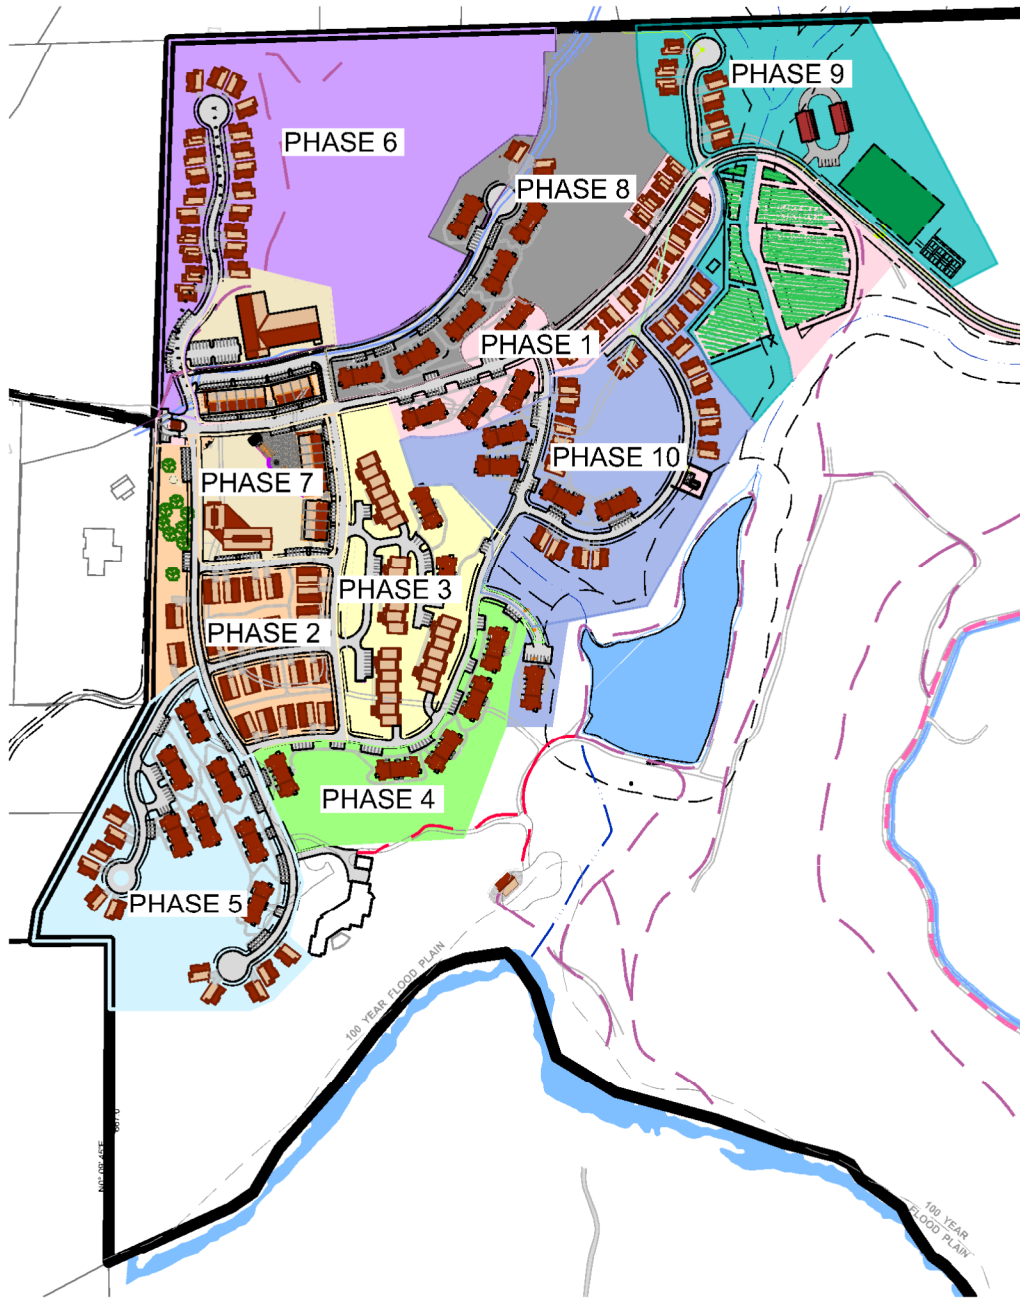 PHASE 9
PHASE 6
PHASE 8
PHASE 1
PHASE 10
PHASE 7
PHASE 3
PHASE 2
PHASE 4
PHASE 5
100 YEAR FLOOD PLAIN
100 YEAR
FLOOD PLAIN